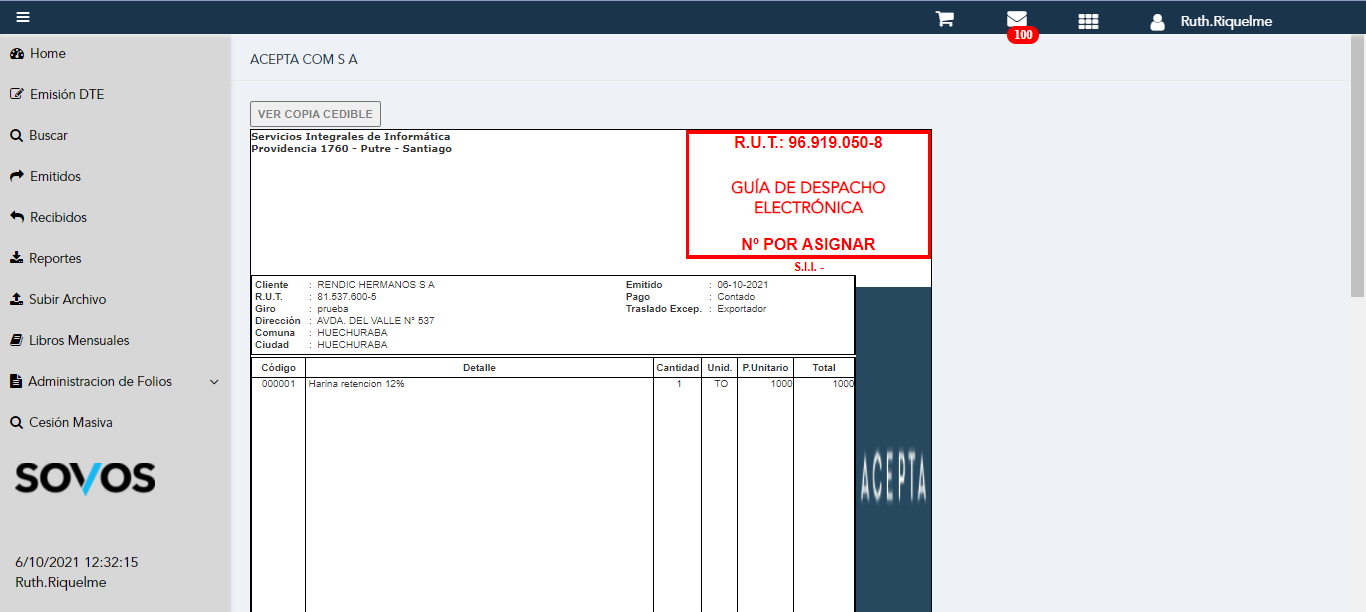 Ruth.Riquelme
100
Home
Emisión DTE
Buscar
Emitidos
Recibidos
Reportes
Subir Archivo
Libros Mensuales
Administracion de Folios
Cesión Masiva
SOVOS
6/10/2021 12:32:15
Ruth.Riquelme
ACEPTA COM S A
VER COPIA CEDIBLE
Servicios Integrales de Informática
Providencia 1760 - Putre - Santiago
R.U.T.: 96.919.050-8
GUÍA DE DESPACHO
ELECTRÓNICA
Nº POR ASIGNAR
S.I.I. -
Cliente : RENDIC HERMANOS S A Emitido : 06-10-2021
R.U.T. : 81.537.600-5 Pago : Contado
Giro : prueba Traslado Excep. : Exportador
Dirección : AVDA. DEL VALLE N° 537
Comuna : HUECHURABA
Ciudad : HUECHURABA
Código Detalle Cantidad Unid. P.Unitario Total
000001 Harina retencion 12% 1 TO 1000 1000
ACEPTA